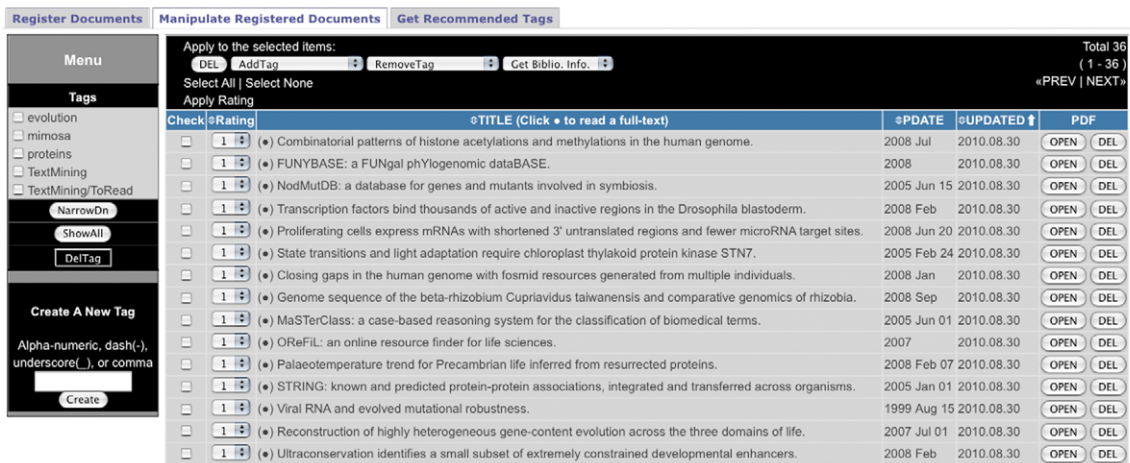 Register Documents Manipulate Registered Documents Get Recommended Tags
Menu
Tags
evolution
mimosa
proteins
TextMining
TextMining/ToRead
NarrowDn
ShowAll
DelTag
Create A New Tag
Alpha-numeric, dash(-),
underscore(_), or comma
Create
Apply to the selected items:
DEL AddTag RemoveTag Get Biblio. Info.
Select All | Select None
Apply Rating
Total 36
( 1 - 36 )
«PREV | NEXT»
Check Rating TITLE (Click ● to read a full-text) PDATE UPDATED PDF
1 (●) Combinatorial patterns of histone acetylations and methylations in the human genome. 2008 Jul 2010.08.30 OPEN DEL
1 (●) FUNYBASE: a FUNgal phYlogenomic dataBASE. 2008 2010.08.30 OPEN DEL
1 (●) NodMutDB: a database for genes and mutants involved in symbiosis. 2005 Jun 15 2010.08.30 OPEN DEL
1 (●) Transcription factors bind thousands of active and inactive regions in the Drosophila blastoderm. 2008 Feb 2010.08.30 OPEN DEL
1 (●) Proliferating cells express mRNAs with shortened 3' untranslated regions and fewer microRNA target sites. 2008 Jun 20 2010.08.30 OPEN DEL
1 (●) State transitions and light adaptation require chloroplast thylakoid protein kinase STN7. 2005 Feb 24 2010.08.30 OPEN DEL
1 (●) Closing gaps in the human genome with fosmid resources generated from multiple individuals. 2008 Jan 2010.08.30 OPEN DEL
1 (●) Genome sequence of the beta-rhizobium Cupriavidus taiwanensis and comparative genomics of rhizobia. 2008 Sep 2010.08.30 OPEN DEL
1 (●) MaSTerClass: a case-based reasoning system for the classification of biomedical terms. 2005 Jun 01 2010.08.30 OPEN DEL
1 (●) OReFiL: an online resource finder for life sciences. 2007 2010.08.30 OPEN DEL
1 (●) Palaeotemperature trend for Precambrian life inferred from resurrected proteins. 2008 Feb 07 2010.08.30 OPEN DEL
1 (●) STRING: known and predicted protein-protein associations, integrated and transferred across organisms. 2005 Jan 01 2010.08.30 OPEN DEL
1 (●) Viral RNA and evolved mutational robustness. 1999 Aug 15 2010.08.30 OPEN DEL
1 (●) Reconstruction of highly heterogeneous gene-content evolution across the three domains of life. 2007 Jul 01 2010.08.30 OPEN DEL
1 (●) Ultraconservation identifies a small subset of extremely constrained developmental enhancers. 2008 Feb 2010.08.30 OPEN DEL